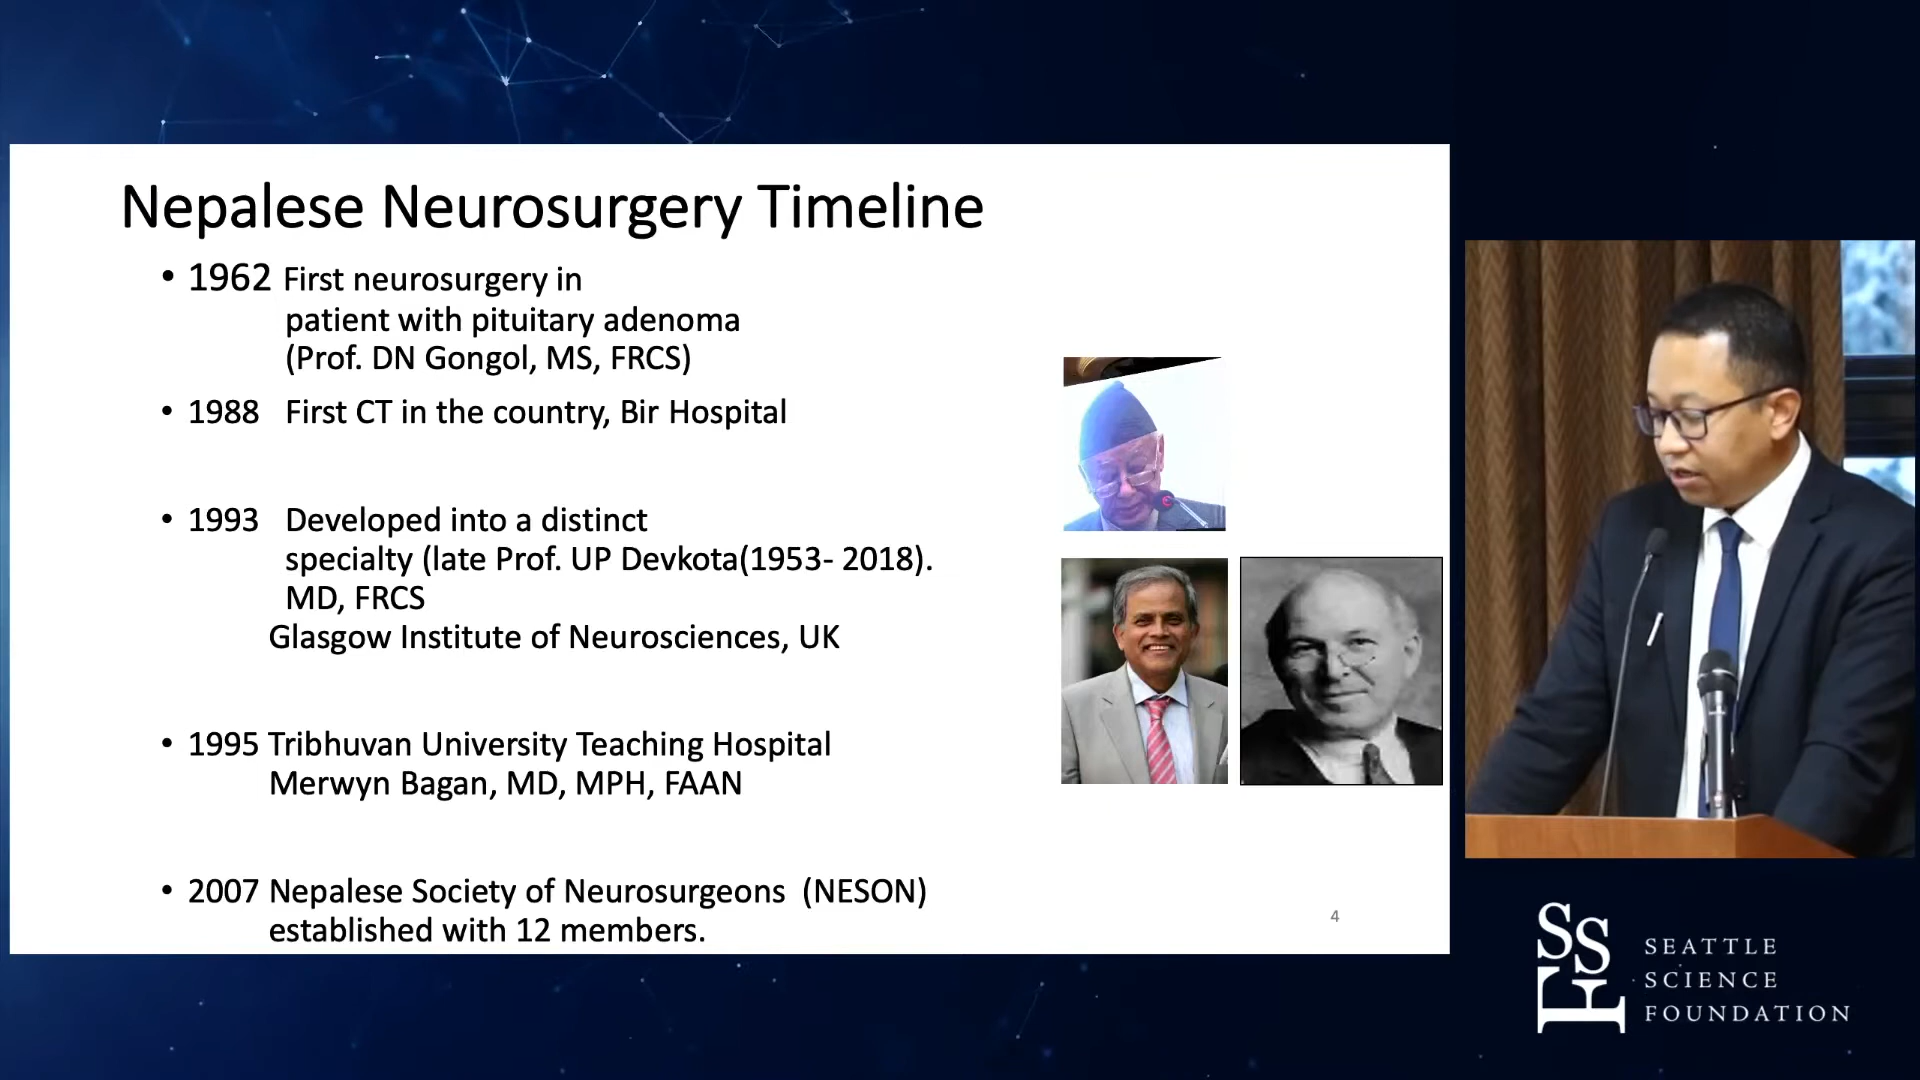 Nepalese Neurosurgery Timeline
• 1962 First neurosurgery in
patient with pituitary adenoma
(Prof. DN Gongol, MS, FRCS)
• 1988 First CT in the country, Bir Hospital
• 1993 Developed into a distinct
specialty (late Prof. UP Devkota(1953- 2018).
MD, FRCS
Glasgow Institute of Neurosciences, UK
• 1995 Tribhuvan University Teaching Hospital
Merwyn Bagan, MD, MPH, FAAN
• 2007 Nepalese Society of Neurosurgeons (NESON)
established with 12 members.
4
SSF
SEATTLE
SCIENCE
FOUNDATION